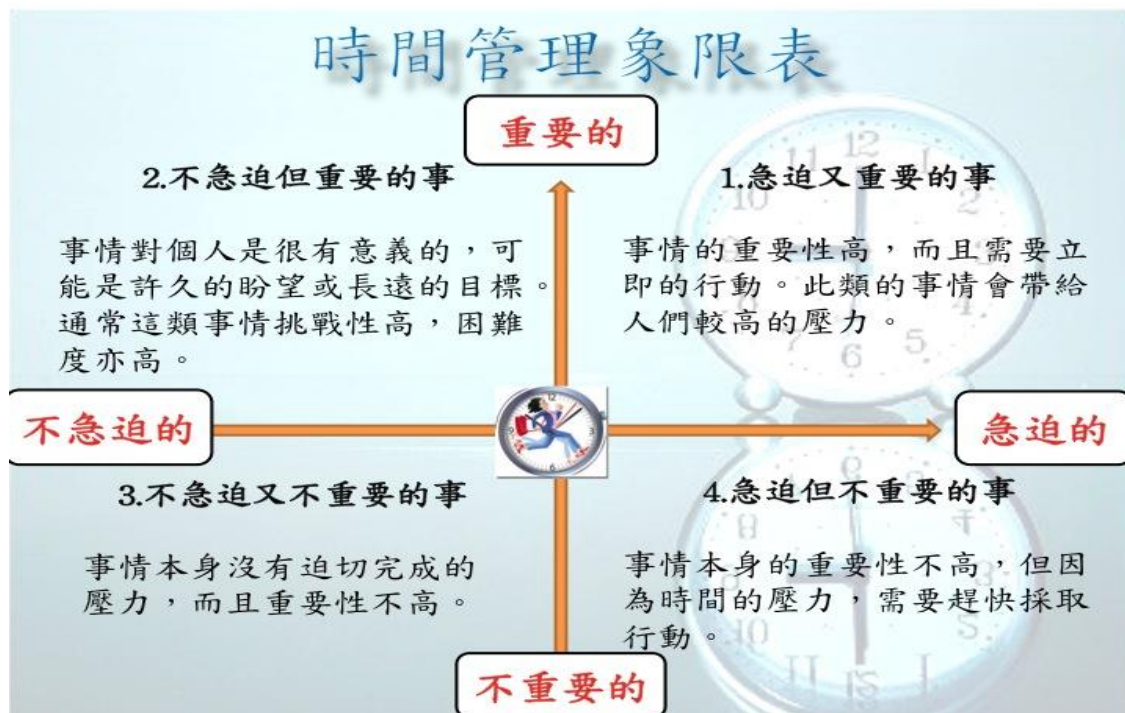 時間管理象限表
重要的
2.不急迫但重要的事
事情對個人是很有意義的，可
能是許久的盼望或長遠的目標。
通常這類事情挑戰性高，困難
度亦高。
1.急迫又重要的事
事情的重要性高，而且需要立
即的行動。此類的事情會帶給
人們較高的壓力。
不急迫的
急迫的
3.不急迫又不重要的事
事情本身沒有迫切完成的
壓力，而且重要性不高。
4.急迫但不重要的事
事情本身的重要性不高，但因
為時間的壓力，需要趕快採取
行動。
不重要的